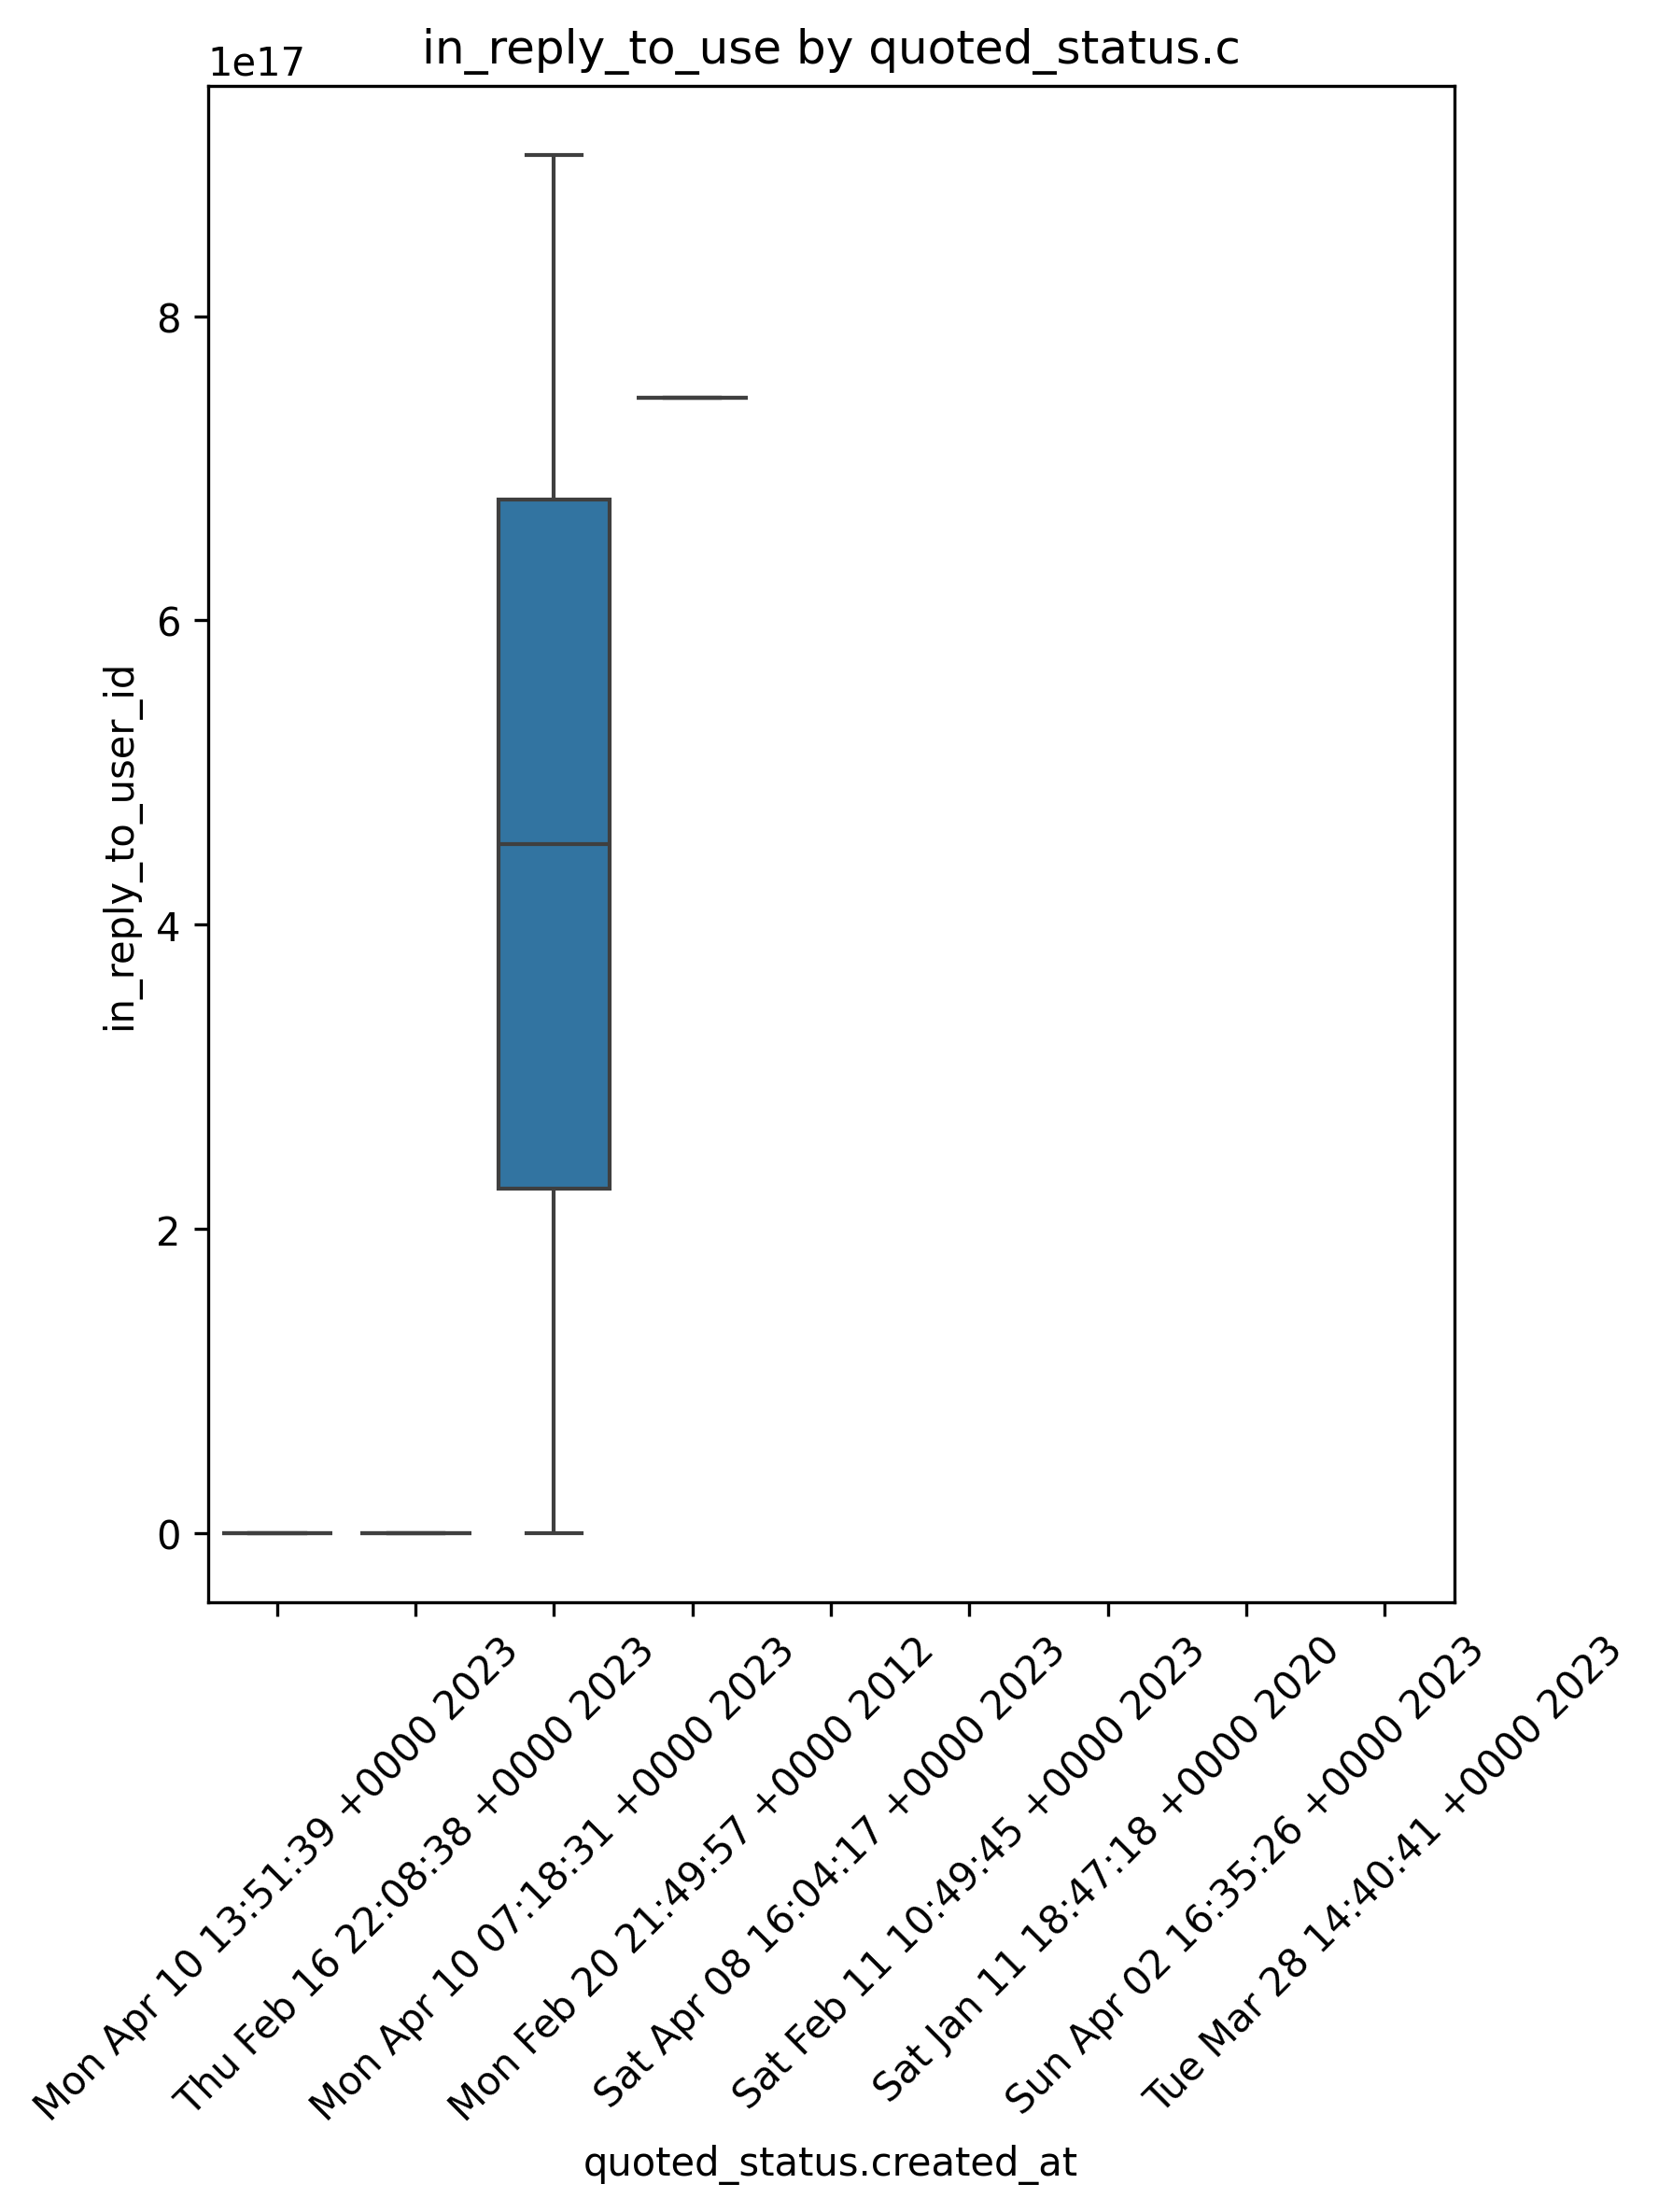 in_reply_to_use by quoted_status.c
1e17
8
6
4
2
0
in_reply_to_user_id
Mon Apr 10 13:51:39 +0000 2023
Thu Feb 16 22:08:38 +0000 2023
Mon Apr 10 07:18:31 +0000 2023
Mon Feb 20 21:49:57 +0000 2012
Sat Apr 08 16:04:17 +0000 2023
Sat Feb 11 10:49:45 +0000 2023
Sat Jan 11 18:47:18 +0000 2020
Sun Apr 02 16:35:26 +0000 2023
Tue Mar 28 14:40:41 +0000 2023
quoted_status.created_at